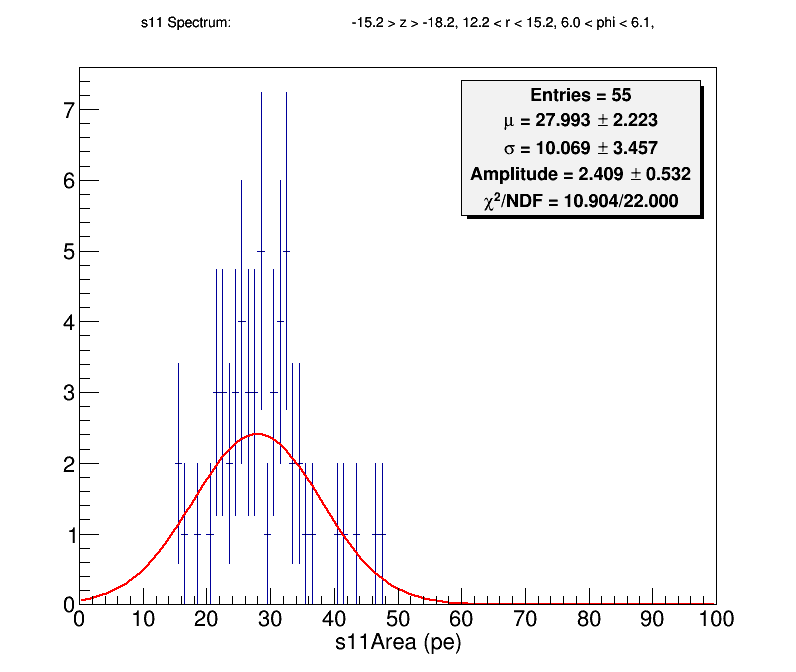 s11 Spectrum: -15.2 > z > -18.2, 12.2 < r < 15.2, 6.0 < phi < 6.1,
Entries = 55
μ = 27.993 ± 2.223
σ = 10.069 ± 3.457
Amplitude = 2.409 ± 0.532
χ²/NDF = 10.904/22.000
7
6
5
4
3
2
1
0
0 10 20 30 40 50 60 70 80 90 100
s11Area (pe)